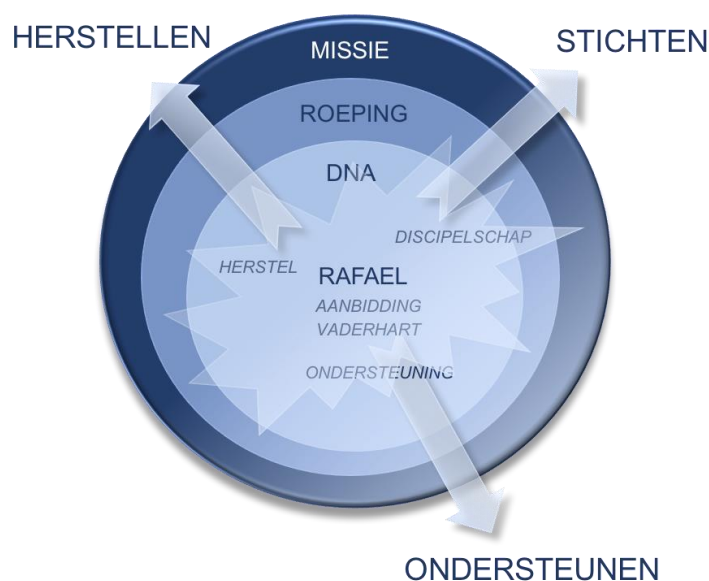 HERSTELLEN
STICHTEN
MISSIE
ROEPING
DNA
DISCIPELSCHAP
HERSTEL
RAFAEL
AANBIDDING
VADERHART
ONDERSTEUNING
ONDERSTEUNEN